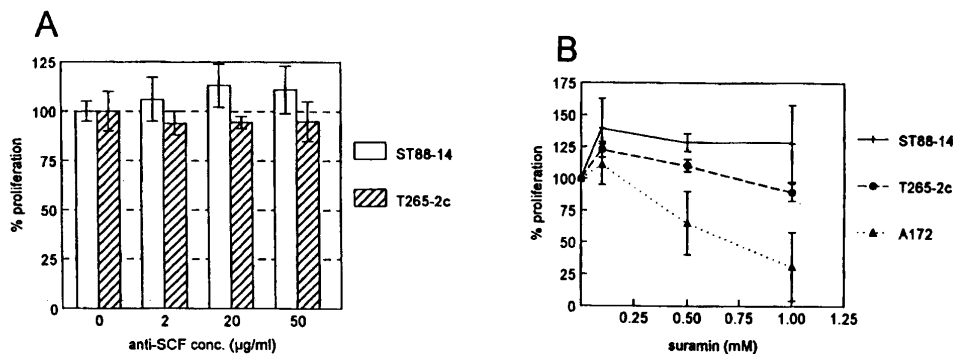 A
125
100
75
50
25
0
% proliferation
0 2 20 50
anti-SCF conc. (µg/ml)
ST88-14
T265-2c
B
175
150
125
100
75
50
25
0
% proliferation
0.25 0.50 0.75 1.00 1.25
suramin (mM)
ST88-14
T265-2c
A172